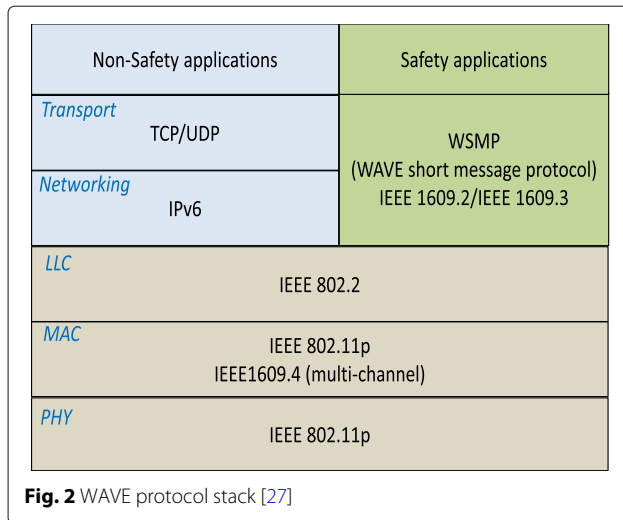 Non-Safety applications
Safety applications
Transport
TCP/UDP
Networking
IPv6
WSMP
(WAVE short message protocol)
IEEE 1609.2/IEEE 1609.3
LLC
IEEE 802.2
MAC
IEEE 802.11p
IEEE1609.4 (multi-channel)
PHY
IEEE 802.11p
Fig. 2 WAVE protocol stack [27]